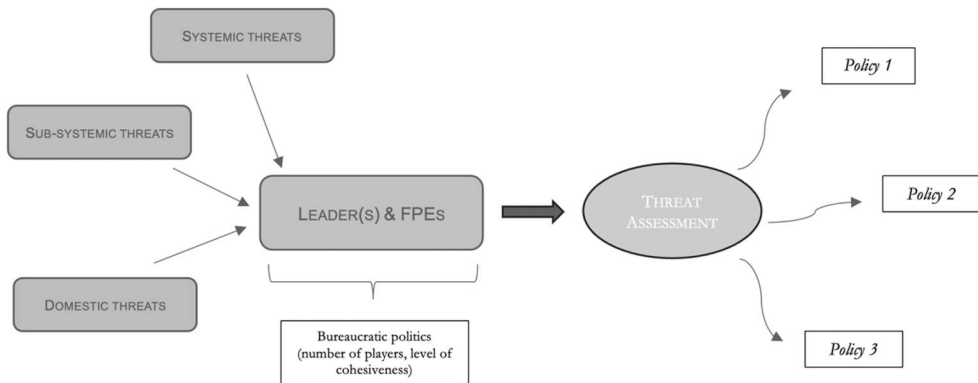 SYSTEMIC THREATS
Policy 1
SUB-SYSTEMIC THREATS
LEADER(S) & FPES
THREAT
ASSESSMENT
Policy 2
DOMESTIC THREATS
Bureaucratic politics
(number of players, level of
cohesiveness)
Policy 3